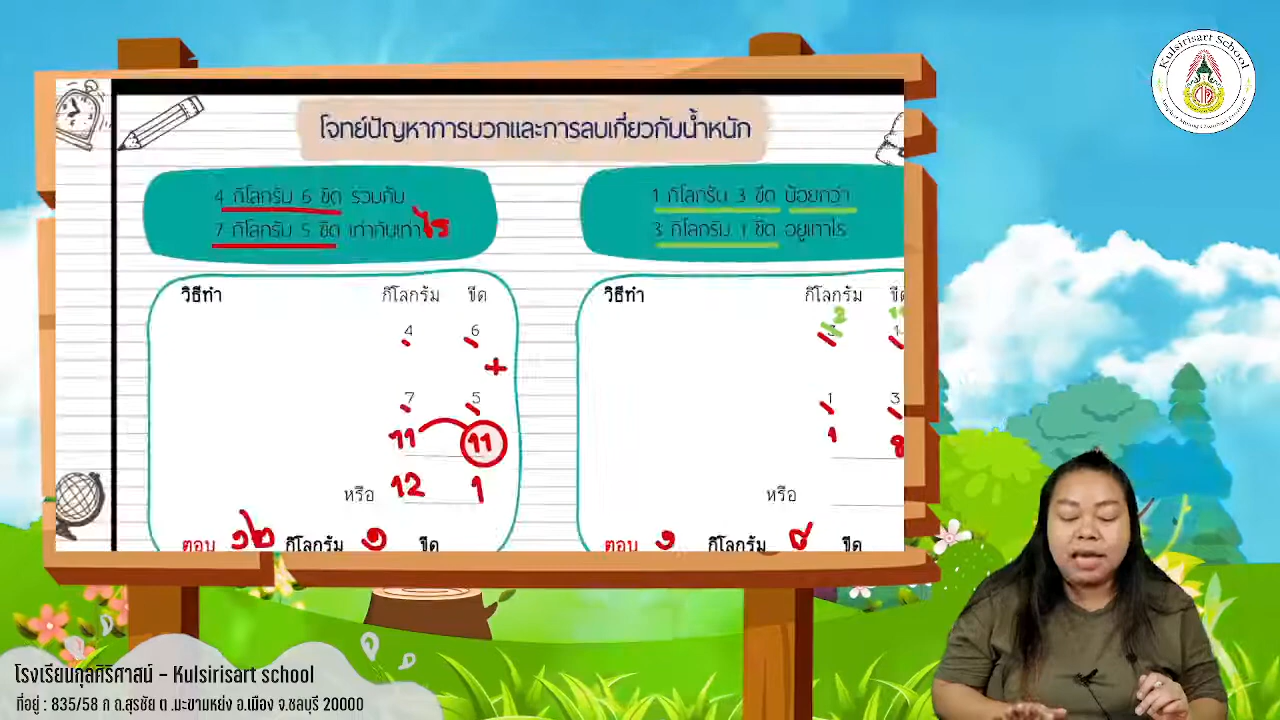 Kulsirisart School
โจทย์ปัญหาการบวกและการลบเกี่ยวกับน้ำหนัก
4 กิโลกรัม 6 ขีด รวมกับ
7 กิโลกรัม 5 ขีด เท่ากับเท่าไร
วิธีทำ กิโลกรัม ขีด
4 6
+
7 5
11 11
หรือ 12 1
ตอบ ๑๒ กิโลกรัม ๑ ขีด
1 กิโลกรัม 3 ขีด น้อยกว่า
3 กิโลกรัม 1 ขีด อยู่เท่าไร
วิธีทำ กิโลกรัม ขีด
2 11
3 1
1 3
1 8
หรือ
ตอบ ๑ กิโลกรัม ๘ ขีด
โรงเรียนกุลศิริศาสน์ - Kulsirisart school
ที่อยู่ : 835/58 ก ถ.สุรชัย ต .มะขามหย่ง อ.เมือง จ.ชลบุรี 20000